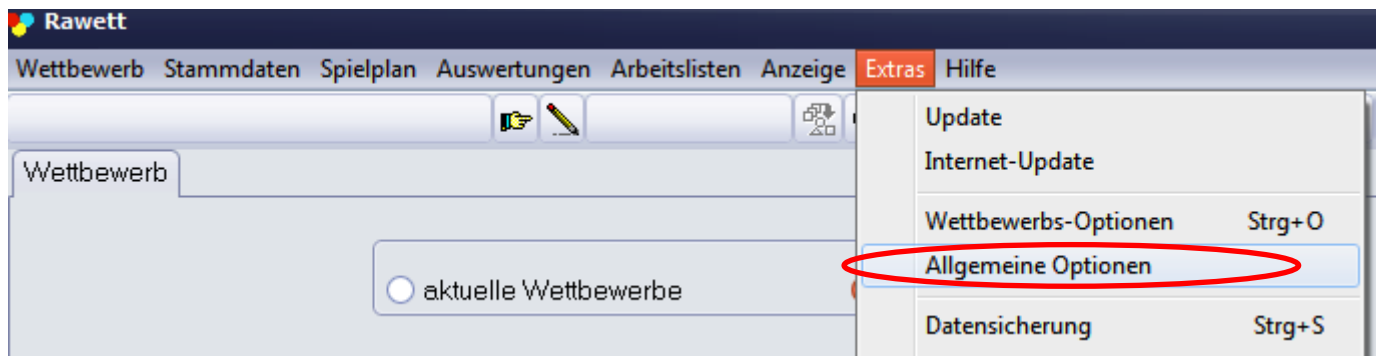 Rawett
Wettbewerb Stammdaten Spielplan Auswertungen Arbeitslisten Anzeige Extras Hilfe
Update
Internet-Update
Wettbewerbs-Optionen Strg+O
Allgemeine Optionen
Datensicherung Strg+S
Wettbewerb
aktuelle Wettbewerbe